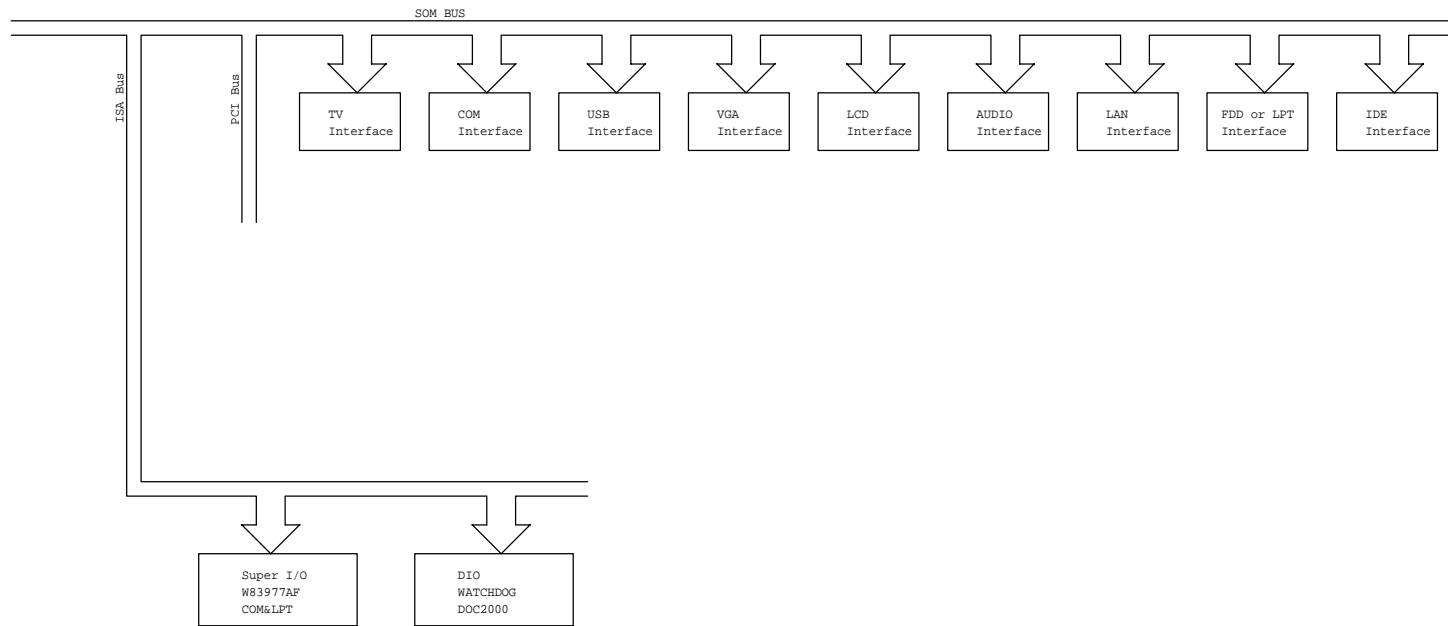 SOM BUS
ISA Bus
PCI Bus
TV
Interface
COM
Interface
USB
Interface
VGA
Interface
LCD
Interface
AUDIO
Interface
LAN
Interface
FDD or LPT
Interface
IDE
Interface
Super I/O
W83977AF
COM&LPT
DIO
WATCHDOG
DOC2000